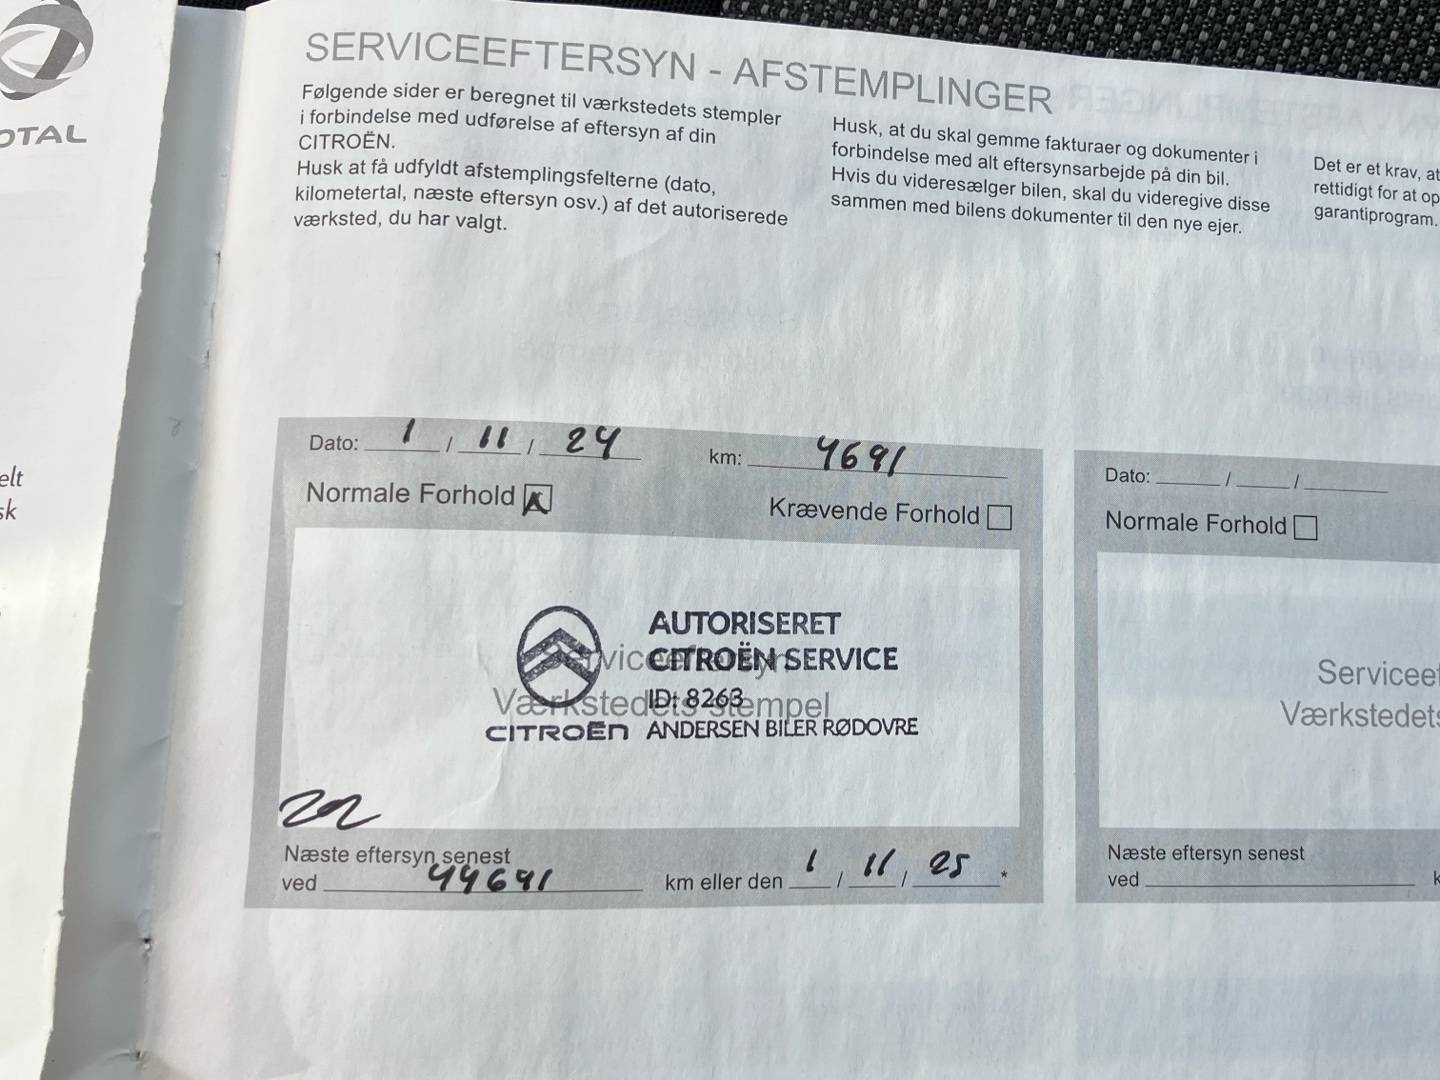 OTAL
elt
sk
SERVICEEFTERSYN - AFSTEMPLINGER
Følgende sider er beregnet til værkstedets stempler
i forbindelse med udførelse af eftersyn af din
CITROËN.
Husk at få udfyldt afstemplingsfelterne (dato,
kilometertal, næste eftersyn osv.) af det autoriserede
værksted, du har valgt.
Husk, at du skal gemme fakturaer og dokumenter i
forbindelse med alt eftersynsarbejde på din bil.
Hvis du videresælger bilen, skal du videregive disse
sammen med bilens dokumenter til den nye ejer.
Det er et krav, at
rettidigt for at op
garantiprogram.
Dato: 1 / 11 / 24 km: 4691
Normale Forhold Krævende Forhold
AUTORISERET
CITROËN SERVICE
ID: 8263
Værkstedets stempel
CITROËN ANDERSEN BILER RØDOVRE
Næste eftersyn senest
ved 44691 km eller den 1 / 11 / 25 *
Dato: / /
Normale Forhold
Serviceef
Værkstedets
Næste eftersyn senest
ved k